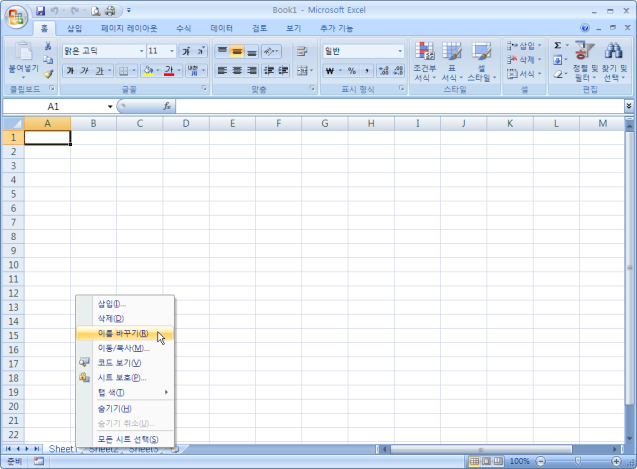 Book1 - Microsoft Excel
홈 삽입 페이지 레이아웃 수식 데이터 검토 보기 추가 기능
붙여넣기
맑은 고딕 11 가 가
가 가 가 가 내천
일반
₩ % ,
조건부 서식
표 서식
셀 스타일
삽입
삭제
서식
Σ
정렬 및 필터
찾기 및 선택
클립보드 글꼴 맞춤 표시 형식 스타일 셀 편집
A1 fx
A B C D E F G H I J K L M
1
2
3
4
5
6
7
8
9
10
11
12
13
14
15
16
17
18
19
20
21
22
삽입(I)...
삭제(D)
이름 바꾸기(R)
이동/복사(M)...
코드 보기(V)
시트 보호(P)...
탭 색(T)
숨기기(H)
숨기기 취소(U)...
모든 시트 선택(S)
Sheet1 Sheet2 Sheet3
준비 100%